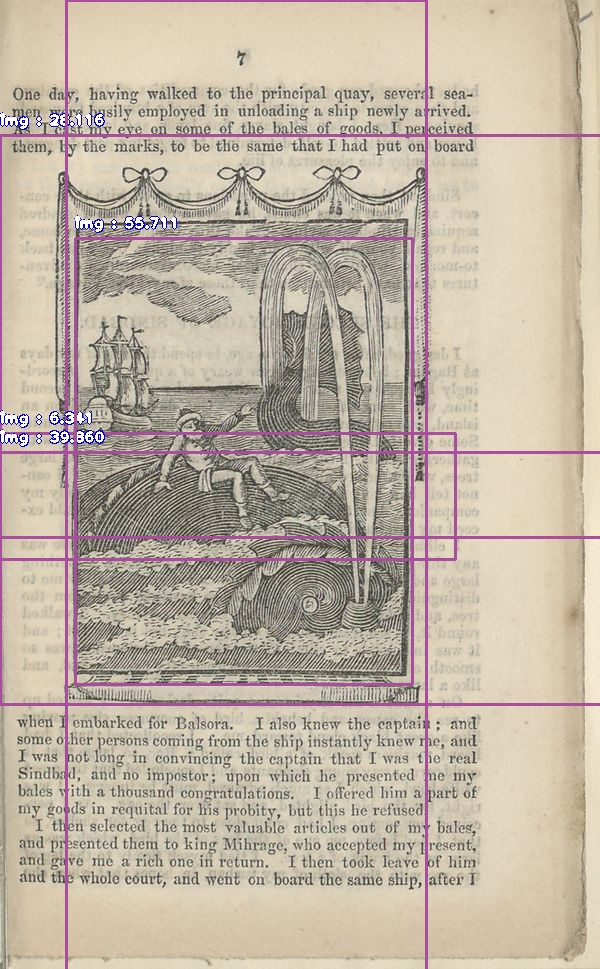 7
One day, having walked to the principal quay, several sea-
men were busily employed in unloading a ship newly arrived.
As I cast my eye on some of the bales of goods, I perceived
them, by the marks, to be the same that I had put on board
img : 28.116
img : 55.711
img : 6.341
img : 39.860
when I embarked for Balsora. I also knew the captain ; and
some other persons coming from the ship instantly knew me, and
I was not long in convincing the captain that I was the real
Sindbad, and no impostor; upon which he presented me my
bales with a thousand congratulations. I offered him a part of
my goods in requital for his probity, but this he refused
I then selected the most valuable articles out of my bales,
and presented them to king Mihrage, who accepted my present,
and gave me a rich one in return. I then took leave of him
and the whole court, and went on board the same ship, after I